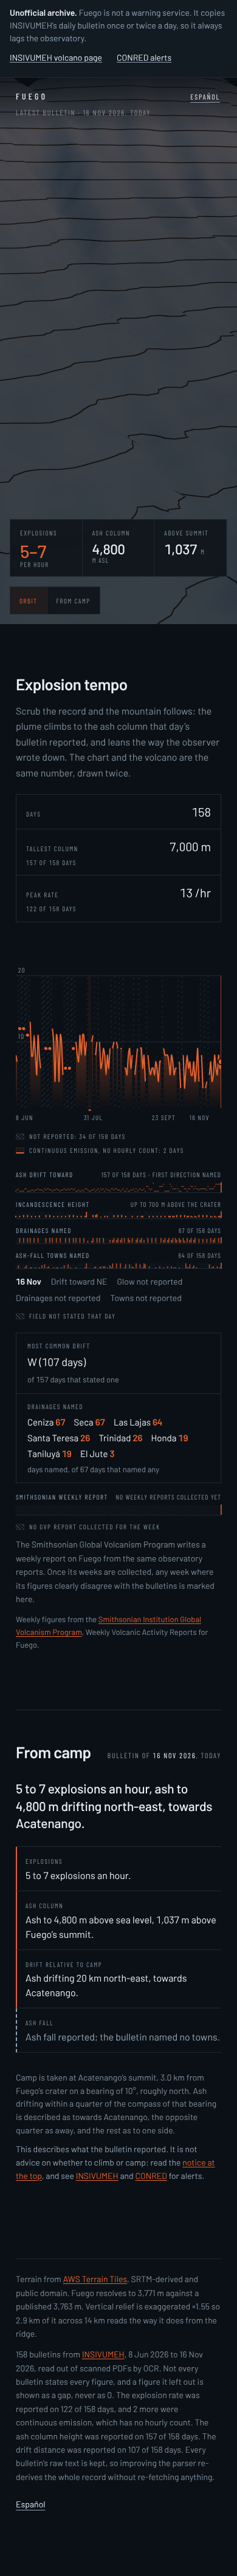 Unofficial archive. Fuego is not a warning service. It copies
INSIVUMEH's daily bulletin once or twice a day, so it always
lags the observatory.
INSIVUMEH volcano page CONRED alerts
FUEGO ESPAÑOL
LATEST BULLETIN · 16 NOV 2026, TODAY
EXPLOSIONS ASH COLUMN ABOVE SUMMIT
5–7 4,800 1,037 M
PER HOUR M ASL
ORBIT FROM CAMP
Explosion tempo
Scrub the record and the mountain follows: the
plume climbs to the ash column that day's
bulletin reported, and leans the way the observer
wrote down. The chart and the volcano are the
same number, drawn twice.
DAYS 158
TALLEST COLUMN 7,000 m
157 OF 158 DAYS
PEAK RATE 13 /hr
122 OF 158 DAYS
20
10
8 JUN 31 JUL 23 SEPT 16 NOV
NOT REPORTED: 34 OF 158 DAYS
CONTINUOUS EMISSION, NO HOURLY COUNT: 2 DAYS
ASH DRIFT TOWARD 157 OF 158 DAYS · FIRST DIRECTION NAMED
INCANDESCENCE HEIGHT UP TO 700 M ABOVE THE CRATER
DRAINAGES NAMED 67 OF 158 DAYS
ASH-FALL TOWNS NAMED 64 OF 158 DAYS
16 Nov Drift toward NE Glow not reported
Drainages not reported Towns not reported
FIELD NOT STATED THAT DAY
MOST COMMON DRIFT
W (107 days)
of 157 days that stated one
DRAINAGES NAMED
Ceniza 67 Seca 67 Las Lajas 64
Santa Teresa 26 Trinidad 26 Honda 19
Taniluyá 19 El Jute 3
days named, of 67 days that named any
SMITHSONIAN WEEKLY REPORT NO WEEKLY REPORTS COLLECTED YET
NO GVP REPORT COLLECTED FOR THE WEEK
The Smithsonian Global Volcanism Program writes a
weekly report on Fuego from the same observatory
reports. Once its weeks are collected, any week where
its figures clearly disagree with the bulletins is marked
here.
Weekly figures from the Smithsonian Institution Global
Volcanism Program, Weekly Volcanic Activity Reports for
Fuego.
From camp BULLETIN OF 16 NOV 2026, TODAY
5 to 7 explosions an hour, ash to
4,800 m drifting north-east, towards
Acatenango.
EXPLOSIONS
5 to 7 explosions an hour.
ASH COLUMN
Ash to 4,800 m above sea level, 1,037 m above
Fuego's summit.
DRIFT RELATIVE TO CAMP
Ash drifting 20 km north-east, towards
Acatenango.
ASH FALL
Ash fall reported; the bulletin named no towns.
Camp is taken at Acatenango's summit, 3.0 km from
Fuego's crater on a bearing of 10°, roughly north. Ash
drifting within a quarter of the compass of that bearing
is described as towards Acatenango, the opposite
quarter as away, and the rest as to one side.
This describes what the bulletin reported. It is not
advice on whether to climb or camp: read the notice at
the top, and see INSIVUMEH and CONRED for alerts.
Terrain from AWS Terrain Tiles, SRTM-derived and
public domain. Fuego resolves to 3,771 m against a
published 3,763 m. Vertical relief is exaggerated ×1.55 so
2.9 km of it across 14 km reads the way it does from the
ridge.
158 bulletins from INSIVUMEH, 8 Jun 2026 to 16 Nov
2026, read out of scanned PDFs by OCR. Not every
bulletin states every figure, and a figure it left out is
shown as a gap, never as 0. The explosion rate was
reported on 122 of 158 days, and 2 more were
continuous emission, which has no hourly count. The
ash column height was reported on 157 of 158 days. The
drift distance was reported on 107 of 158 days. Every
bulletin's raw text is kept, so improving the parser re-
derives the whole record without re-fetching anything.
Español